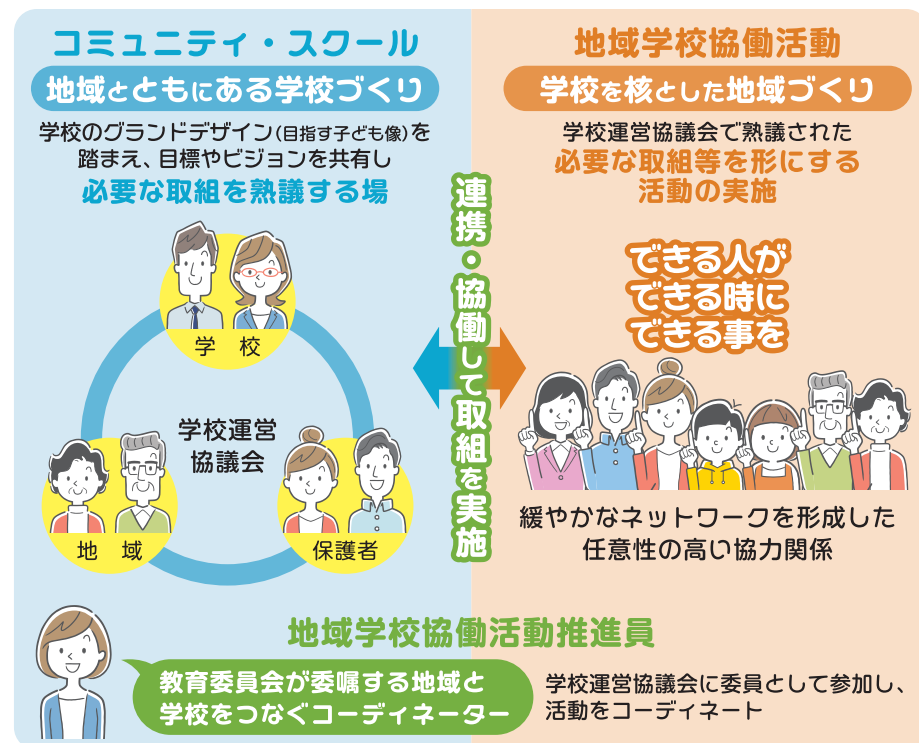 コミュニティ・スクール
地域とともにある学校づくり
学校のグランドデザイン（目指す子ども像）を
踏まえ、目標やビジョンを共有し
必要な取組を熟議する場
学校
学校運営
協議会
地域
保護者
連携・協働して取組を実施
地域学校協働活動
学校を核とした地域づくり
学校運営協議会で熟議された
必要な取組等を形にする
活動の実施
できる人が
できる時に
できる事を
緩やかなネットワークを形成した
任意性の高い協力関係
地域学校協働活動推進員
教育委員会が委嘱する地域と
学校をつなぐコーディネーター
学校運営協議会に委員として参加し、
活動をコーディネート